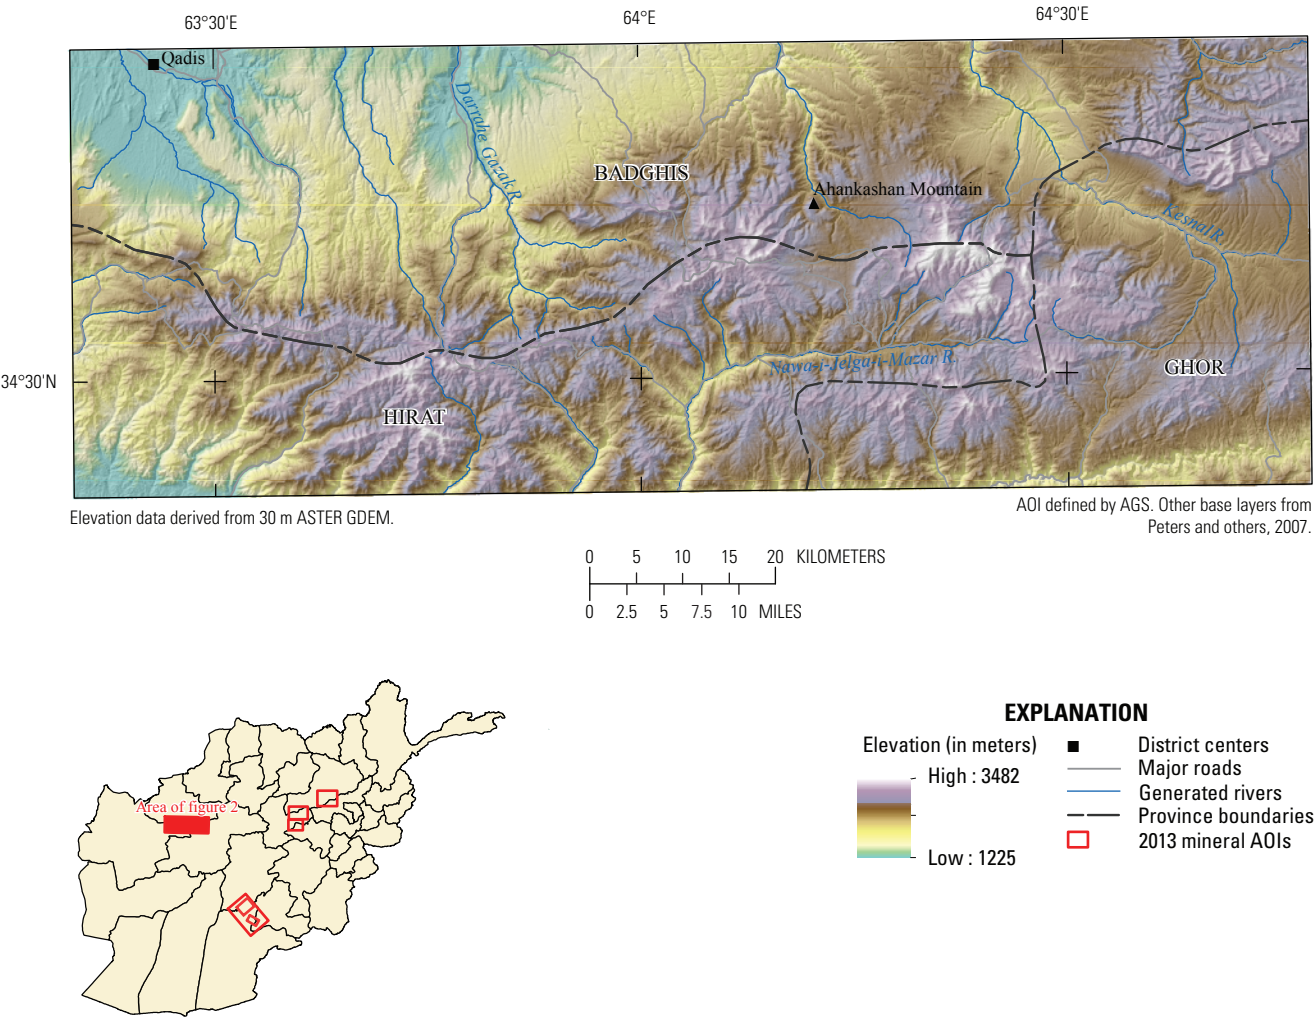 63°30'E
64°E
64°30'E
Qadis
Darrahe Gazak R.
BADGHIS
Ahankashan Mountain
Kesnal R.
Nawa-i-Jelga-i-Mazar R.
34°30'N
GHOR
HIRAT
Elevation data derived from 30 m ASTER GDEM.
AOI defined by AGS. Other base layers from
Peters and others, 2007.
0 5 10 15 20 KILOMETERS
0 2.5 5 7.5 10 MILES
Area of figure 2
EXPLANATION
Elevation (in meters)
High : 3482
Low : 1225
District centers
Major roads
Generated rivers
Province boundaries
2013 mineral AOIs